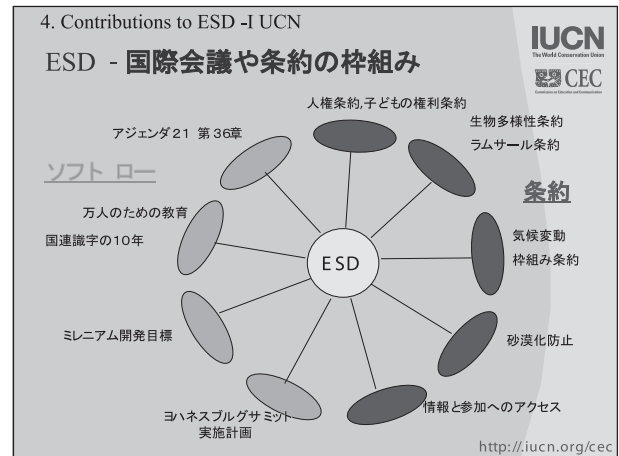 4. Contributions to ESD -I UCN
ESD - 国際会議や条約の枠組み
IUCN
The World Conservation Union
CEC
Commission on Education and Communication
人権条約,子どもの権利条約
アジェンダ21 第36章
生物多様性条約
ラムサール条約
ソフト ロー
条約
万人のための教育
国連識字の10年
気候変動
枠組み条約
ESD
ミレニアム開発目標
砂漠化防止
ヨハネスブルグサミット
実施計画
情報と参加へのアクセス
http://.iucn.org/cec